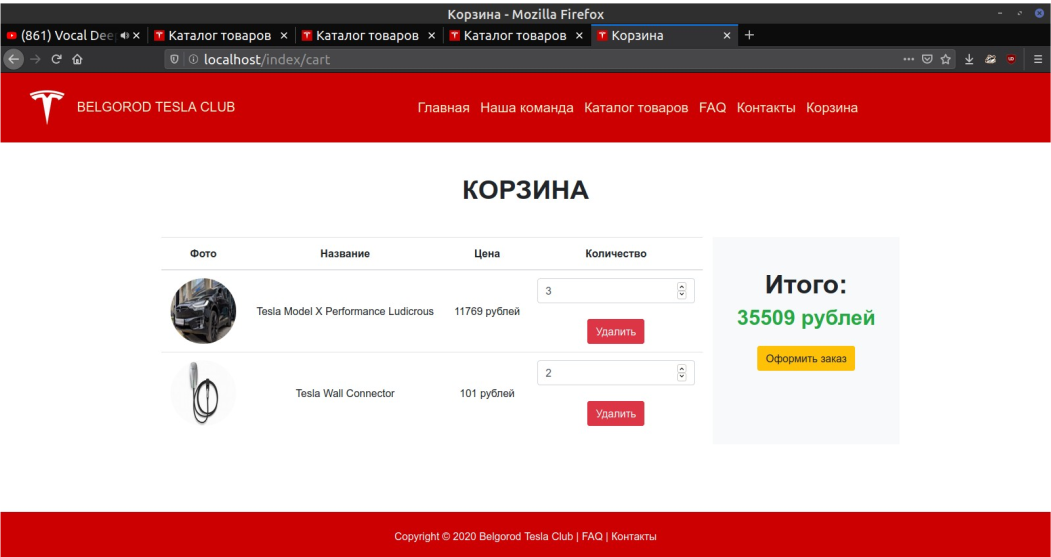 Корзина - Mozilla Firefox
(861) Vocal Dee
Каталог товаров
Каталог товаров
Каталог товаров
Корзина
localhost/index/cart
BELGOROD TESLA CLUB
Главная Наша команда Каталог товаров FAQ Контакты Корзина
КОРЗИНА
Фото Название Цена Количество
Tesla Model X Performance Ludicrous 11769 рублей 3
Удалить
Tesla Wall Connector 101 рублей 2
Удалить
Итого:
35509 рублей
Оформить заказ
Copyright © 2020 Belgorod Tesla Club | FAQ | Контакты